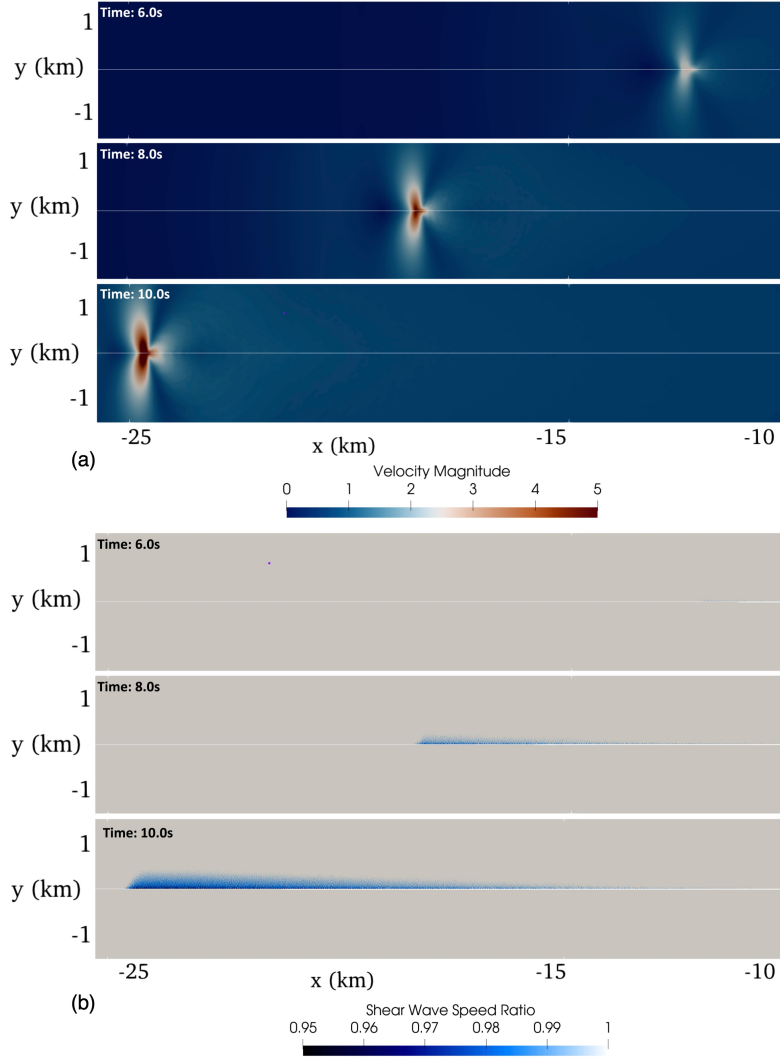 Time: 6.0s
1
y (km)
-1
Time: 8.0s
1
y (km)
-1
Time: 10.0s
1
y (km)
-1
-25 -15 -10
x (km)
(a)
Velocity Magnitude
0 1 2 3 4 5
Time: 6.0s
1
y (km)
-1
Time: 8.0s
1
y (km)
-1
Time: 10.0s
1
y (km)
-1
-25 -15 -10
x (km)
(b)
Shear Wave Speed Ratio
0.95 0.96 0.97 0.98 0.99 1